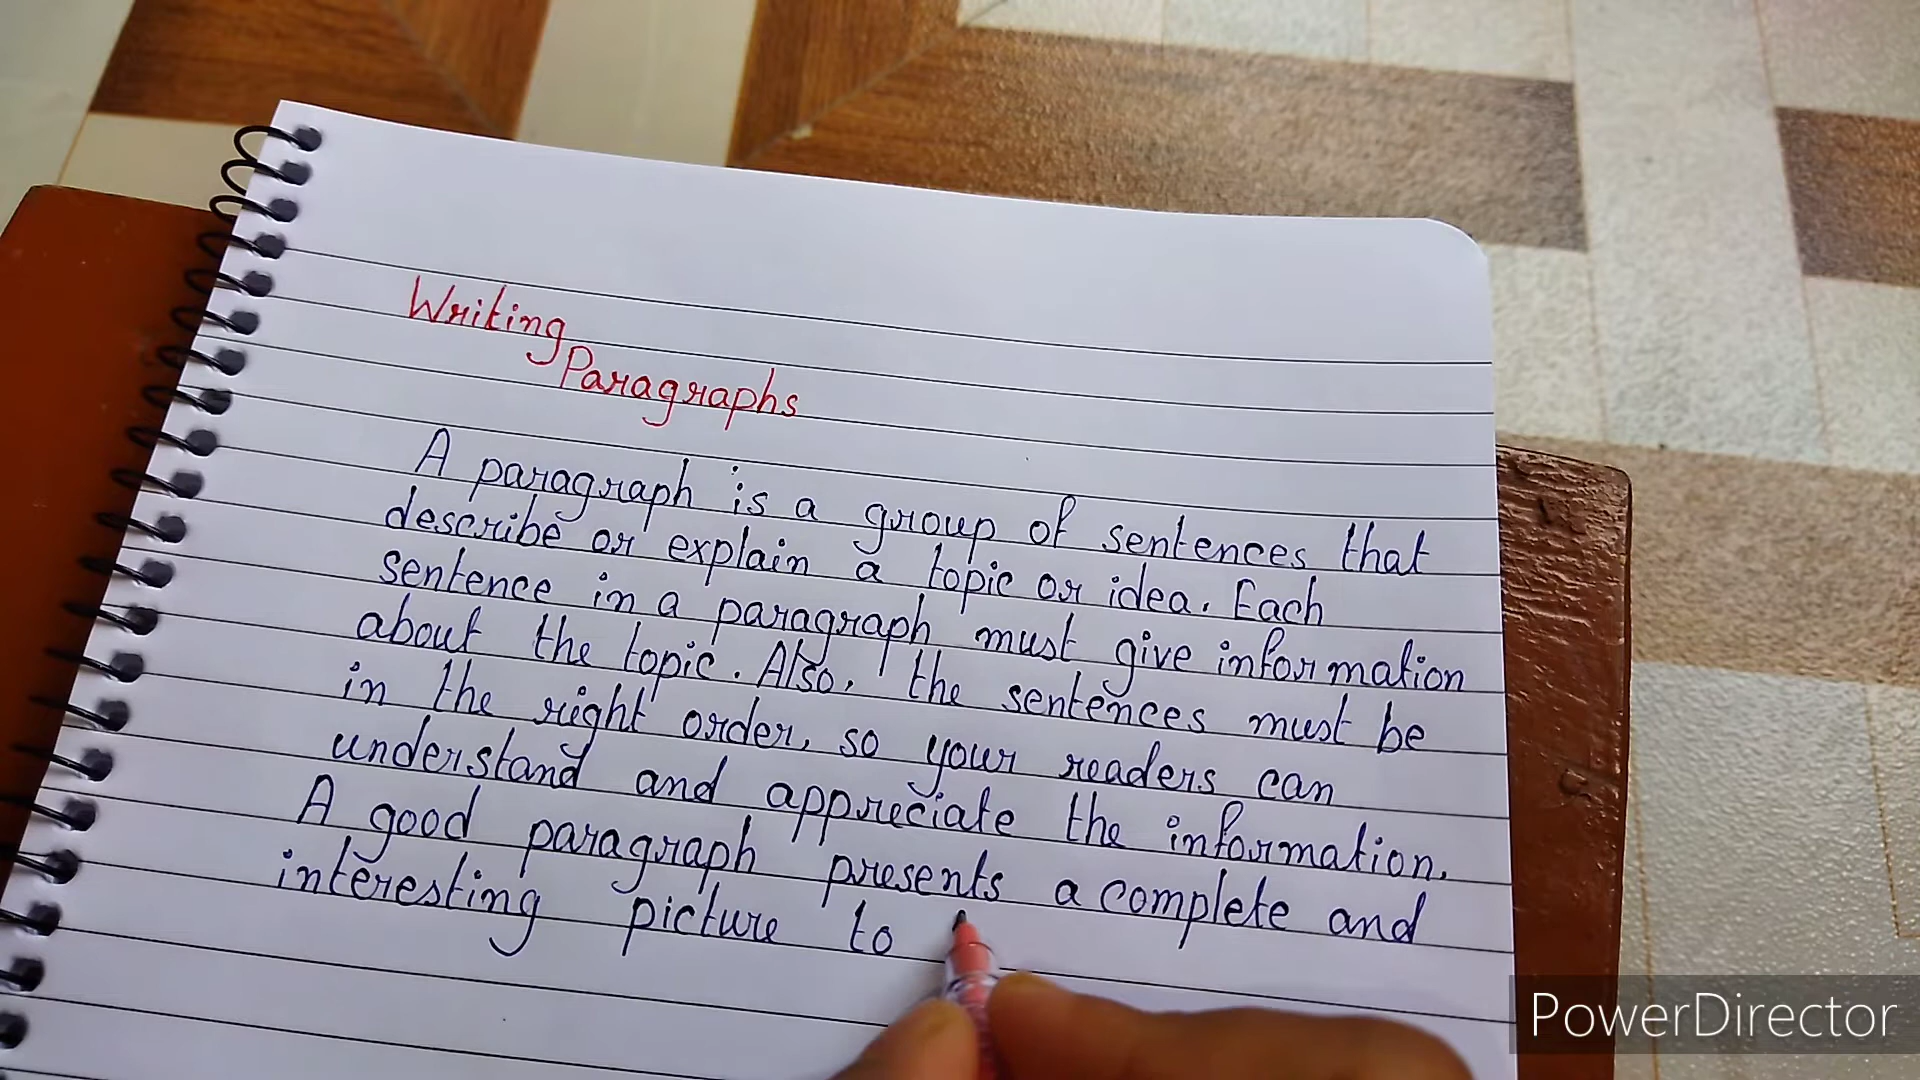 Writing
Paragraphs
A paragraph is a group of sentences that
describe or explain a topic or idea. Each
sentence in a paragraph must give information
about the topic. Also, the sentences must be
in the right order, so your readers can
understand and appreciate the information.
A good paragraph presents a complete and
interesting picture to
PowerDirector